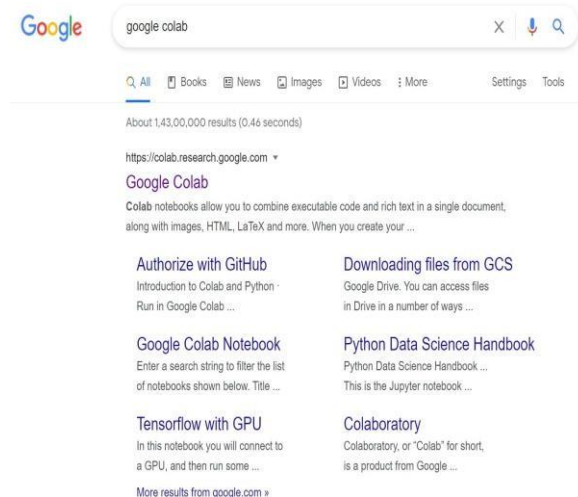 Google
google colab
All Books News Images Videos More Settings Tools
About 1,43,00,000 results (0.46 seconds)
https://colab.research.google.com
Google Colab
Colab notebooks allow you to combine executable code and rich text in a single document,
along with images, HTML, LaTeX and more. When you create your ...
Authorize with GitHub
Introduction to Colab and Python ·
Run in Google Colab ...
Downloading files from GCS
Google Drive. You can access files
in Drive in a number of ways ...
Google Colab Notebook
Enter a search string to filter the list
of notebooks shown below. Title ...
Python Data Science Handbook
Python Data Science Handbook ...
This is the Jupyter notebook ...
Tensorflow with GPU
In this notebook you will connect to
a GPU, and then run some ...
Colaboratory
Colaboratory, or “Colab” for short,
is a product from Google ...
More results from google.com »